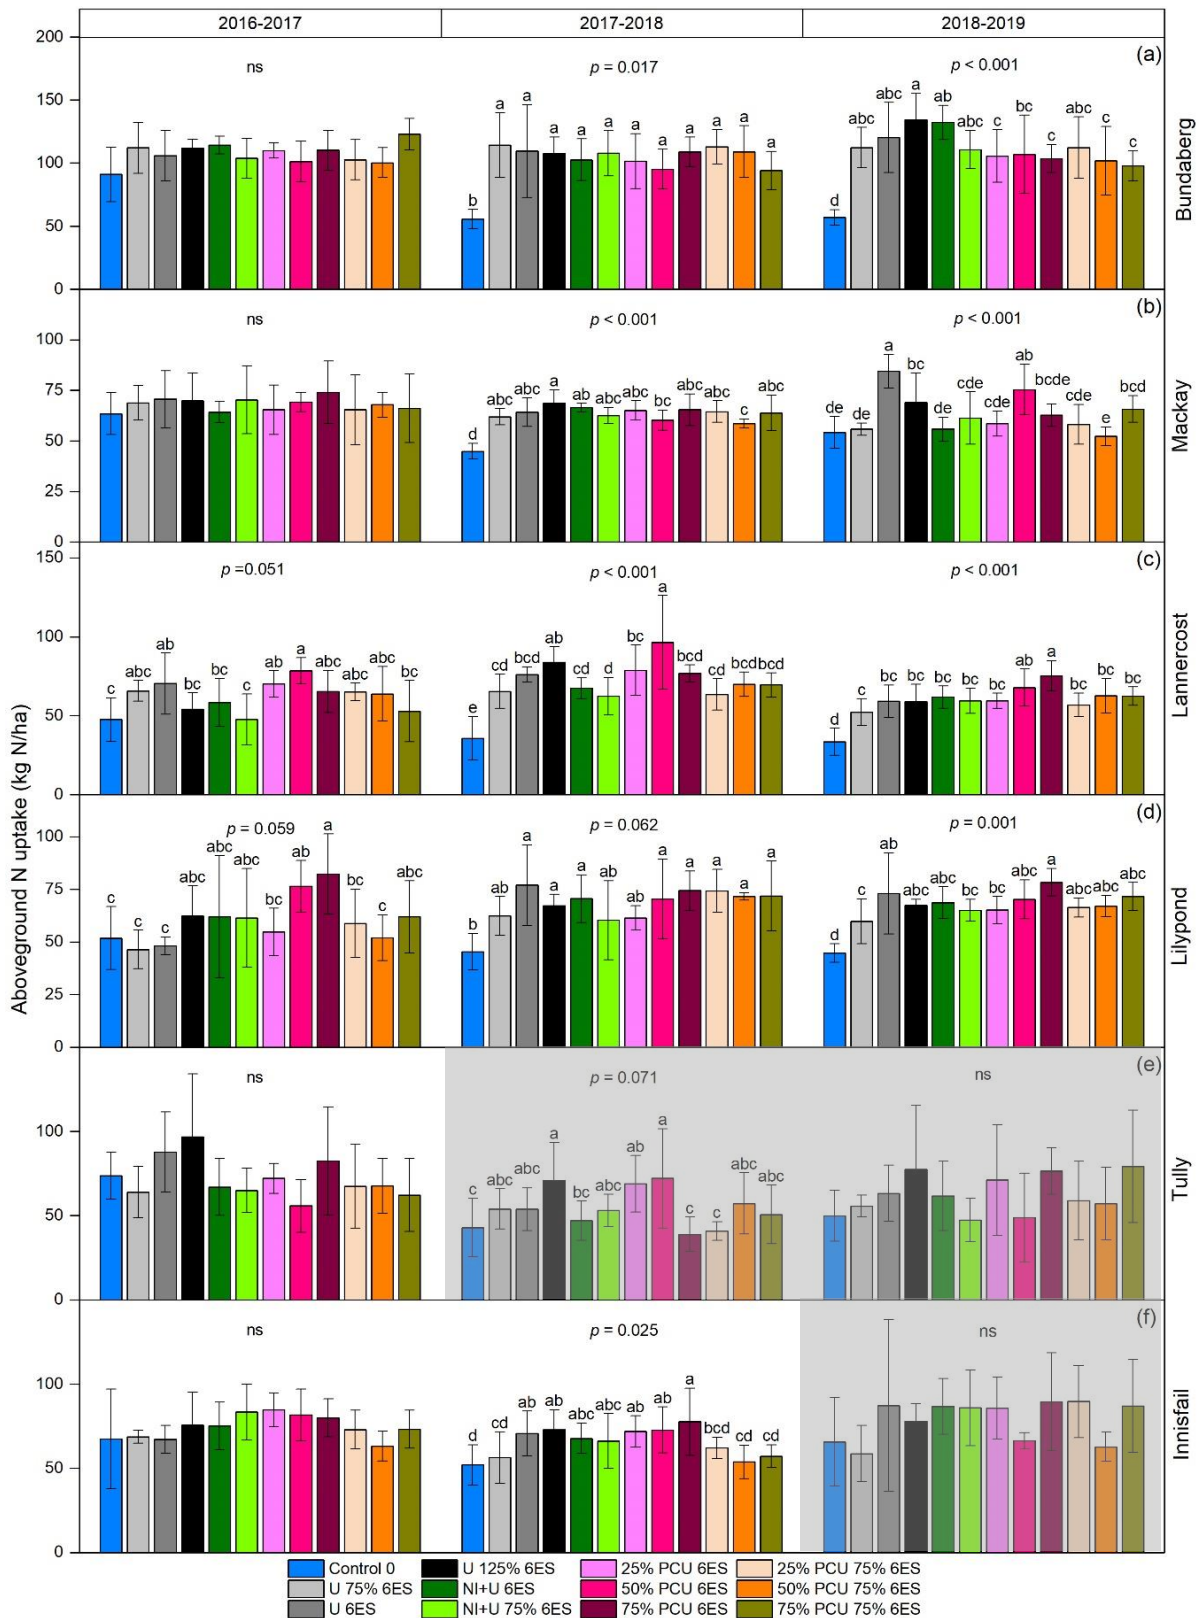 2016-2017 2017-2018 2018-2019
200
(a)
ns p = 0.017 p < 0.001
150
100
50
0
a a a a a a a a a a a
b
abc abc a ab abc c bc c abc c c
d
Bundaberg
(b)
ns p < 0.001 p < 0.001
100
75
50
25
0
d abc abc a ab abc abc bc abc abc c abc
de de a bc de cde cde ab bcde cde e bcd
Mackay
150
(c)
p =0.051 p < 0.001 p < 0.001
100
50
0
c abc ab bc bc c ab a abc abc abc bc
e cd bcd ab cd d bc a bcd cd bcd bcd
d c bc bc bc bc bc ab a bc bc bc
Lannercost
Aboveground N uptake (kg N/ha)
(d)
p = 0.059 p = 0.062 p = 0.001
100
75
50
25
0
c c c abc abc abc bc ab a bc c abc
b ab a a a ab a a a a a a
d c ab abc abc bc bc abc a abc abc abc
Lilypond
(e)
ns p = 0.071 ns
100
50
0
c abc abc a bc abc ab a c c abc abc
Tully
(f)
ns p = 0.025 ns
100
50
0
d cd ab ab abc abc ab ab a bcd cd cd
Innisfail
Control 0 U 125% 6ES 25% PCU 6ES 25% PCU 75% 6ES
U 75% 6ES NI+U 6ES 50% PCU 6ES 50% PCU 75% 6ES
U 6ES NI+U 75% 6ES 75% PCU 6ES 75% PCU 75% 6ES